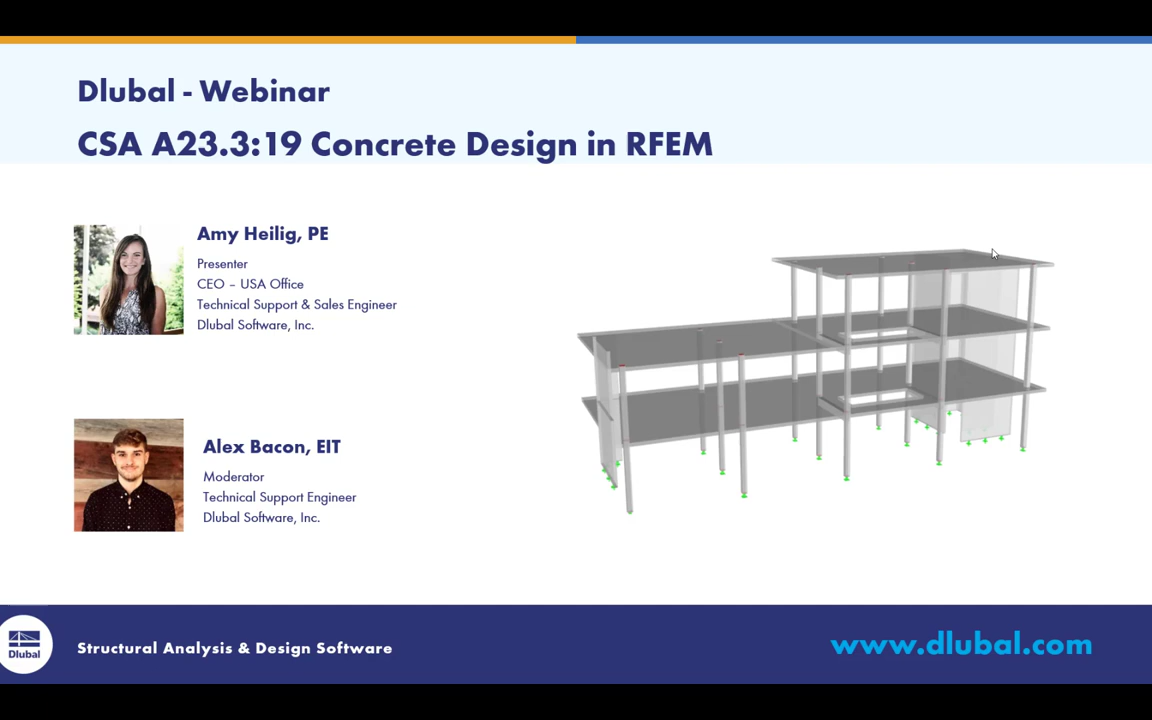 Dlubal - Webinar
CSA A23.3:19 Concrete Design in RFEM
Amy Heilig, PE
Presenter
CEO – USA Office
Technical Support & Sales Engineer
Dlubal Software, Inc.
Alex Bacon, EIT
Moderator
Technical Support Engineer
Dlubal Software, Inc.
Dlubal
Structural Analysis & Design Software
www.dlubal.com